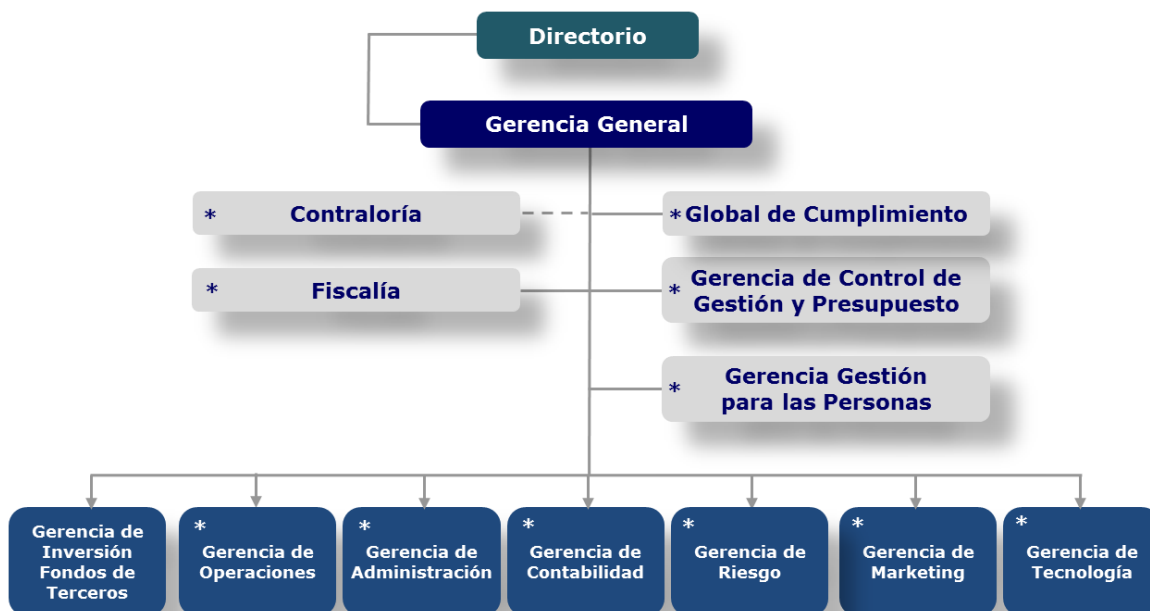 Directorio
Gerencia General
* Contraloría
* Global de Cumplimiento
* Fiscalía
* Gerencia de Control de
Gestión y Presupuesto
* Gerencia Gestión
para las Personas
Gerencia de
Inversión
Fondos de
Terceros
*
Gerencia de
Operaciones
*
Gerencia de
Administración
*
Gerencia de
Contabilidad
*
Gerencia de
Riesgo
*
Gerencia de
Marketing
*
Gerencia de
Tecnología